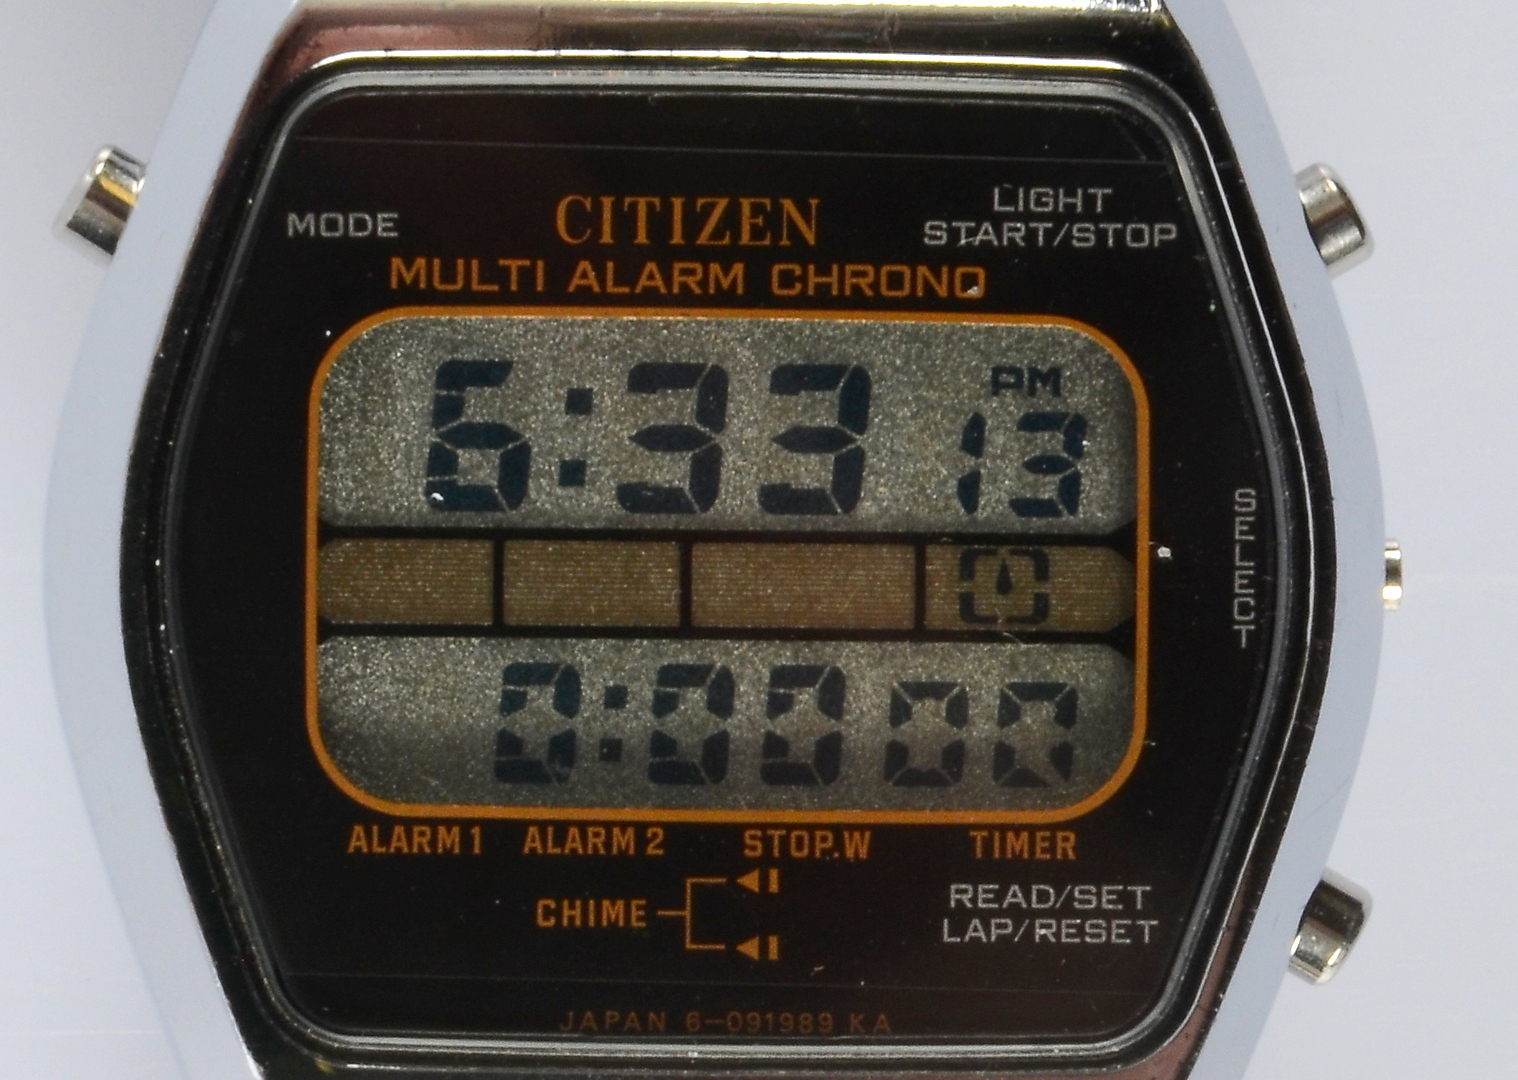 MODE
CITIZEN
LIGHT
START/STOP
MULTI ALARM CHRONO
PM
6:33 13
SELECT
0:00 00
ALARM 1 ALARM 2 STOP.W TIMER
CHIME
READ/SET
LAP/RESET
JAPAN 6-091989 KA